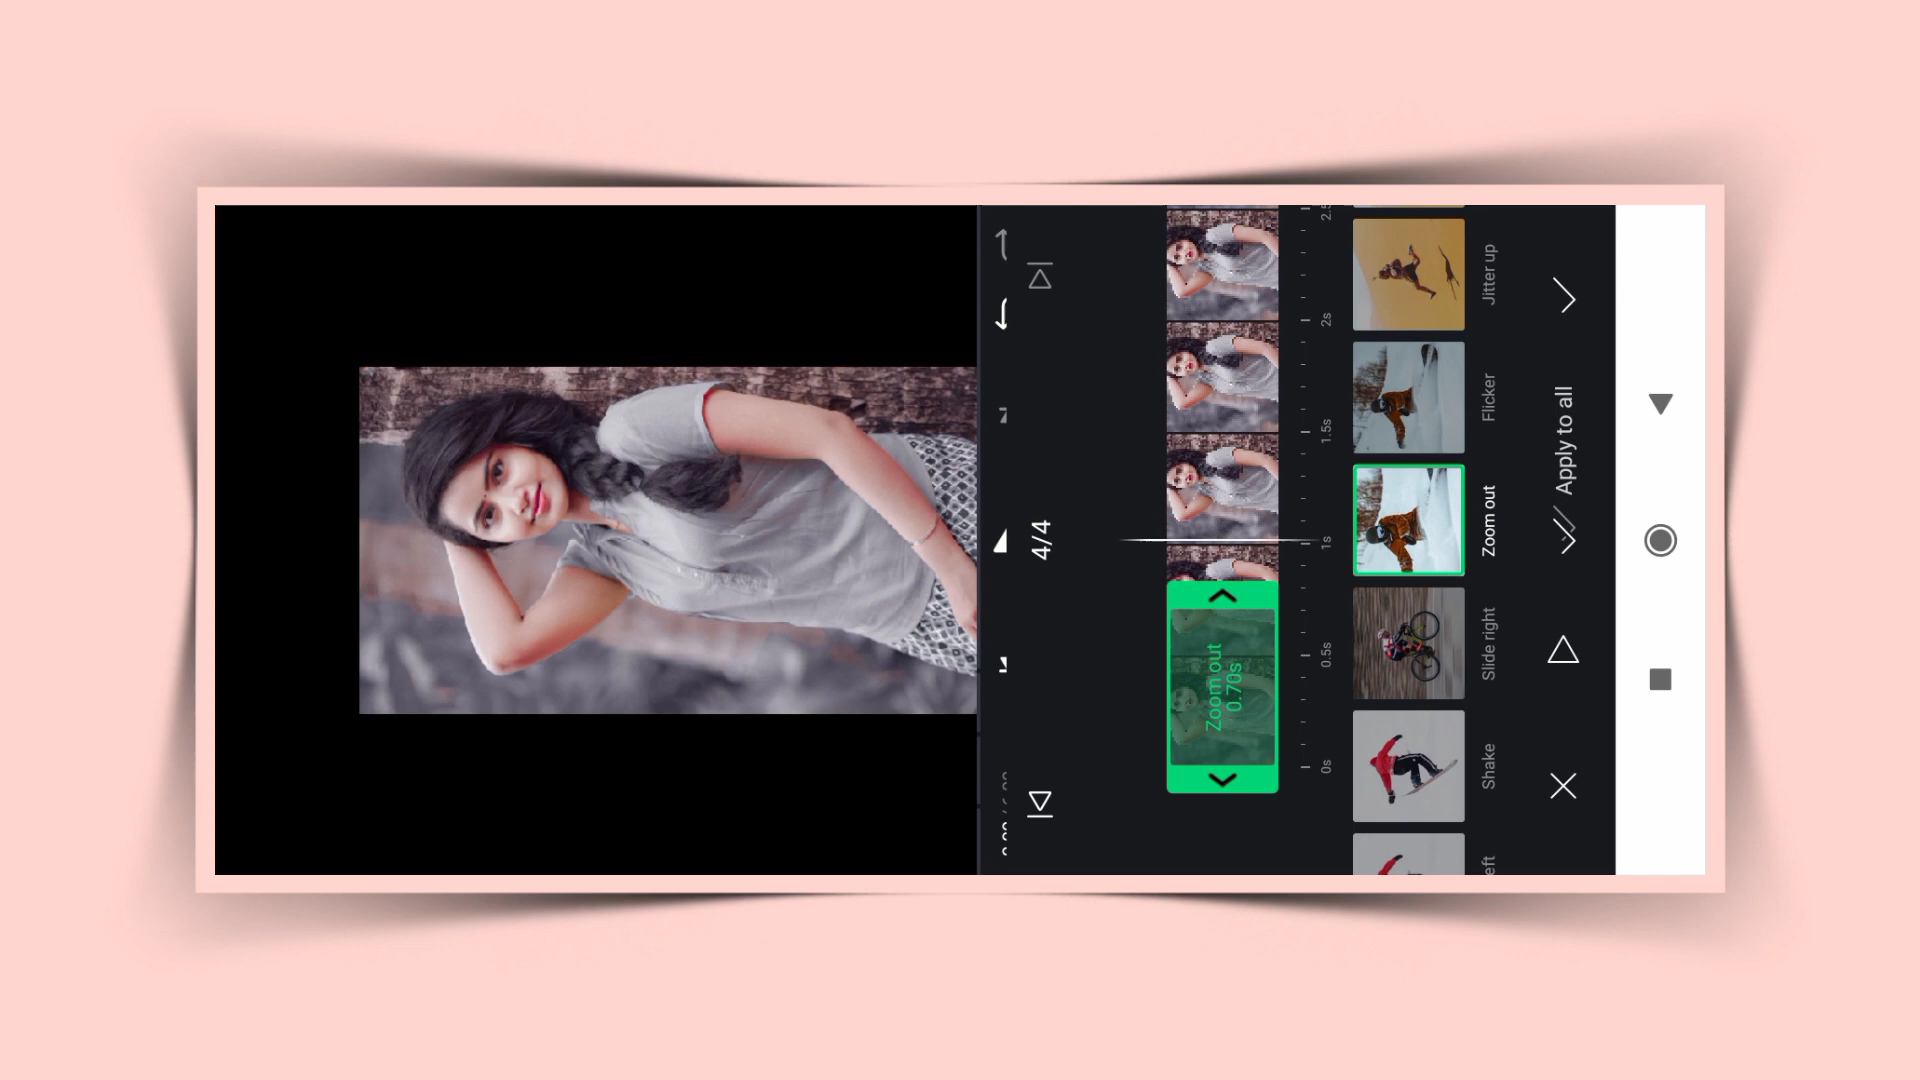 4/4
Zoom out
0.70s
0s
0.5s
1s
1.5s
2s
Shake
Slide right
Zoom out
Flicker
Jitter up
Apply to all